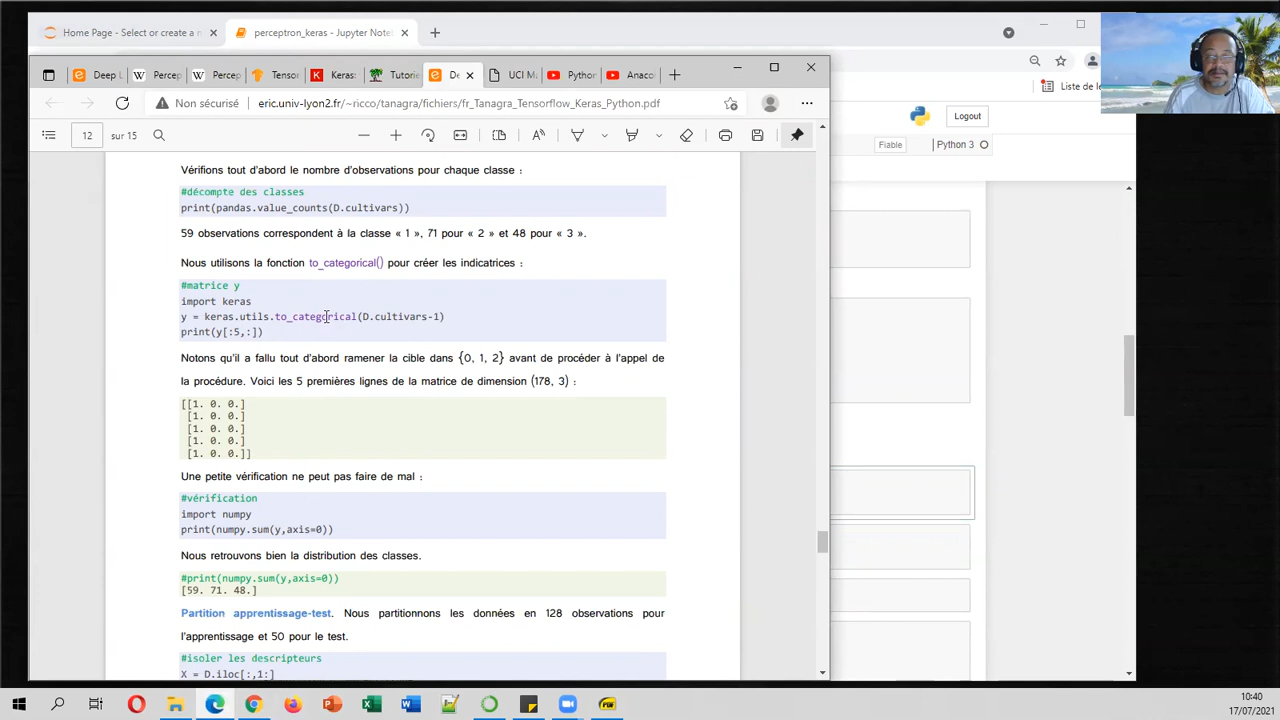 Home Page - Select or create a n
perceptron_keras - Jupyter Note
Deep L
Percep
Percep
Tensor
Keras:
Tutorie
De
UCI M
Python
Anaco
Non sécurisé
eric.univ-lyon2.fr/~ricco/tanagra/fichiers/fr_Tanagra_Tensorflow_Keras_Python.pdf
Liste de le
12 sur 15
Logout
Fiable
Python 3
Vérifions tout d'abord le nombre d'observations pour chaque classe :
#décompte des classes
print(pandas.value_counts(D.cultivars))
59 observations correspondent à la classe « 1 », 71 pour « 2 » et 48 pour « 3 ».
Nous utilisons la fonction to_categorical() pour créer les indicatrices :
#matrice y
import keras
y = keras.utils.to_categorical(D.cultivars-1)
print(y[:5,:])
Notons qu'il a fallu tout d'abord ramener la cible dans {0, 1, 2} avant de procéder à l'appel de
la procédure. Voici les 5 premières lignes de la matrice de dimension (178, 3) :
[[1. 0. 0.]
[1. 0. 0.]
[1. 0. 0.]
[1. 0. 0.]
[1. 0. 0.]]
Une petite vérification ne peut pas faire de mal :
#vérification
import numpy
print(numpy.sum(y,axis=0))
Nous retrouvons bien la distribution des classes.
#print(numpy.sum(y,axis=0))
[59. 71. 48.]
Partition apprentissage-test. Nous partitionnons les données en 128 observations pour
l'apprentissage et 50 pour le test.
#isoler les descripteurs
X = D.iloc[:,1:]
10:40
17/07/2021